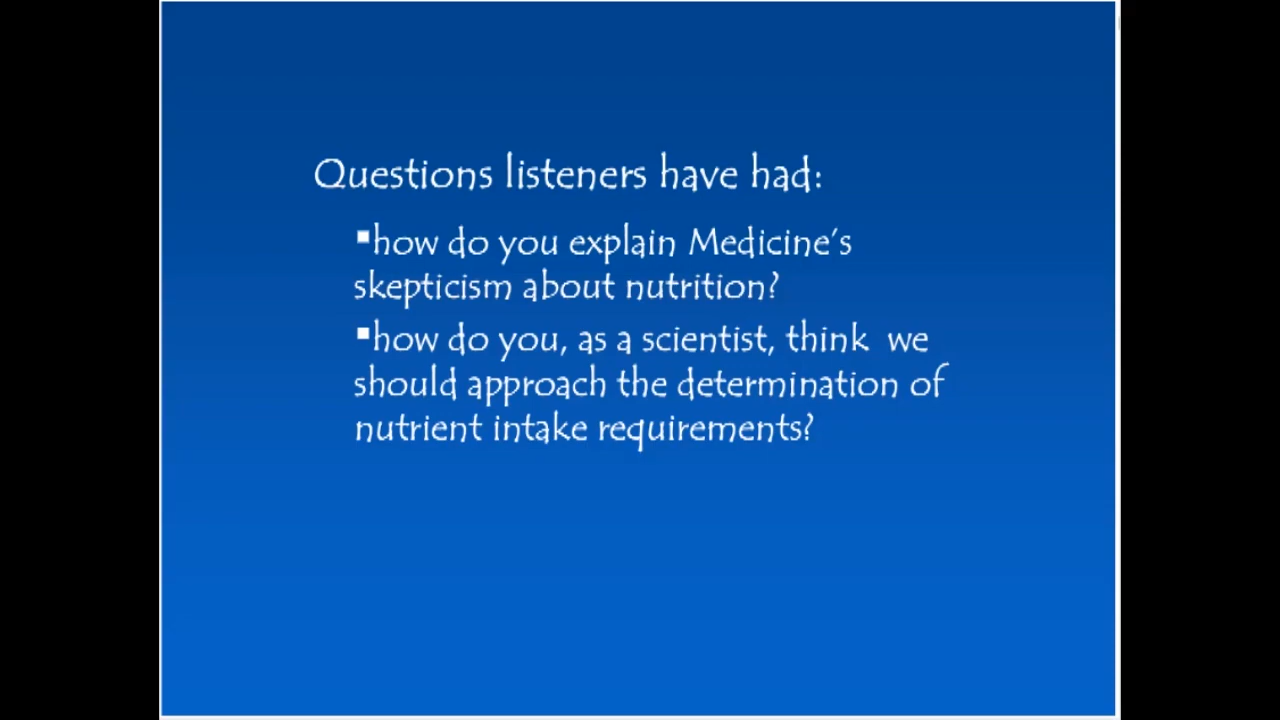 Questions listeners have had:
▪how do you explain Medicine's
skepticism about nutrition?
▪how do you, as a scientist, think we
should approach the determination of
nutrient intake requirements?